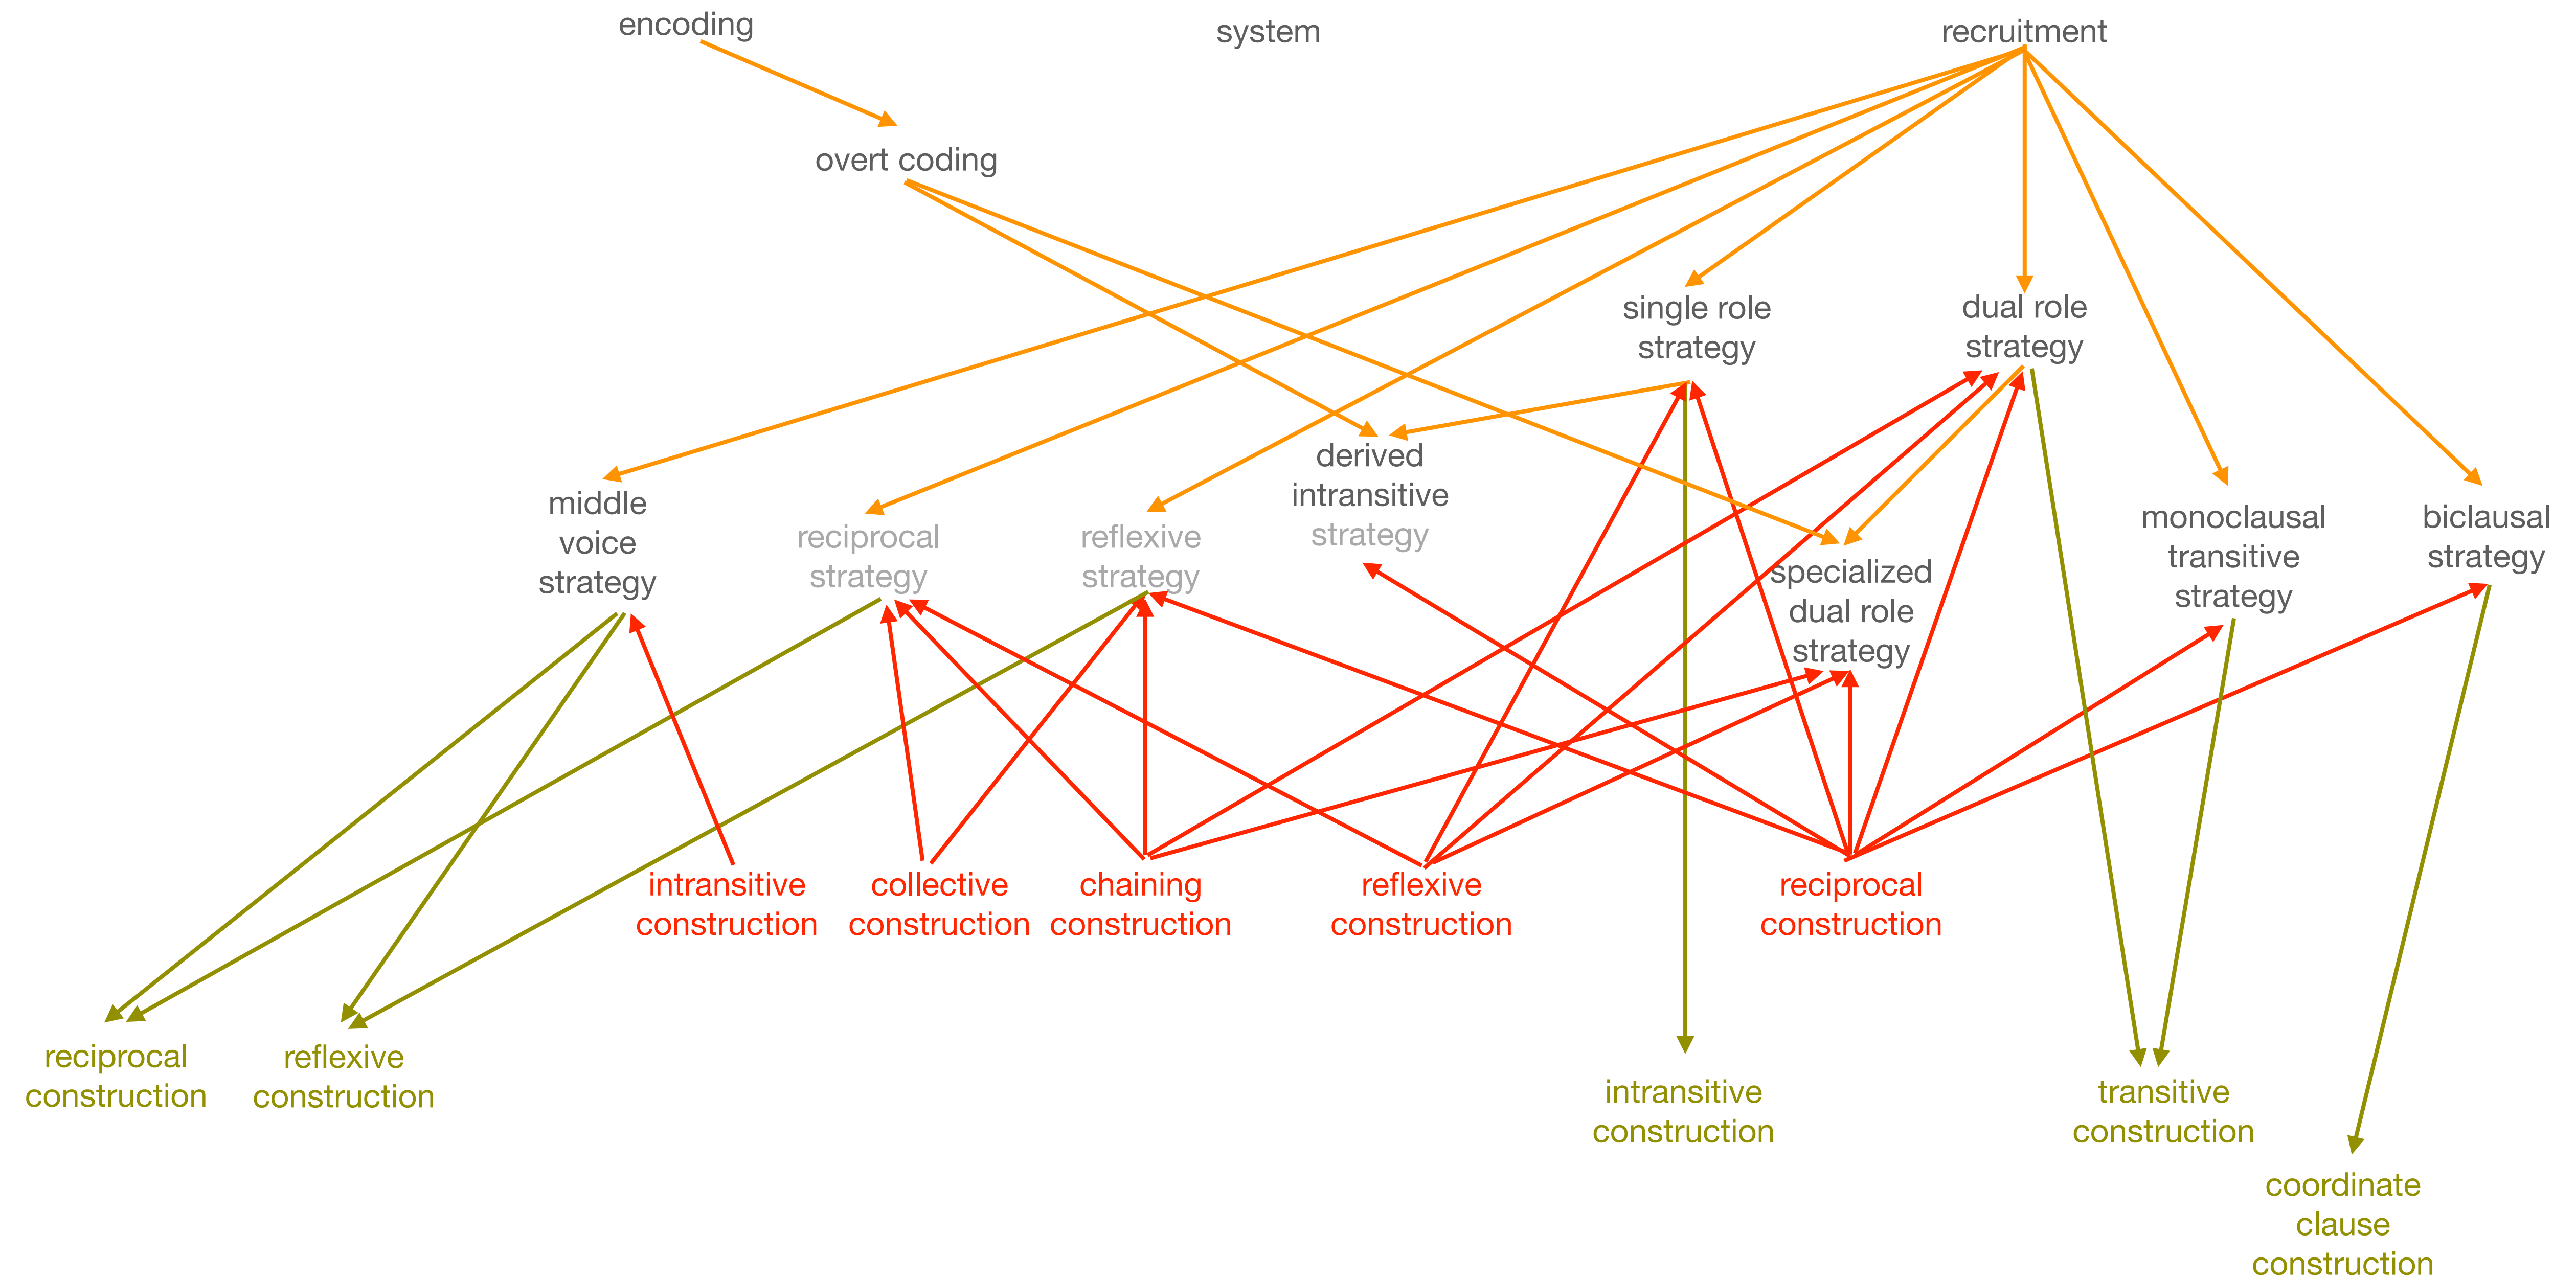 encoding
system
recruitment
overt coding
single role
strategy
dual role
strategy
derived
intransitive
strategy
middle
voice
strategy
reciprocal
strategy
reflexive
strategy
specialized
dual role
strategy
monoclausal
transitive
strategy
biclausal
strategy
intransitive
construction
collective
construction
chaining
construction
reflexive
construction
reciprocal
construction
reciprocal
construction
reflexive
construction
intransitive
construction
transitive
construction
coordinate
clause
construction